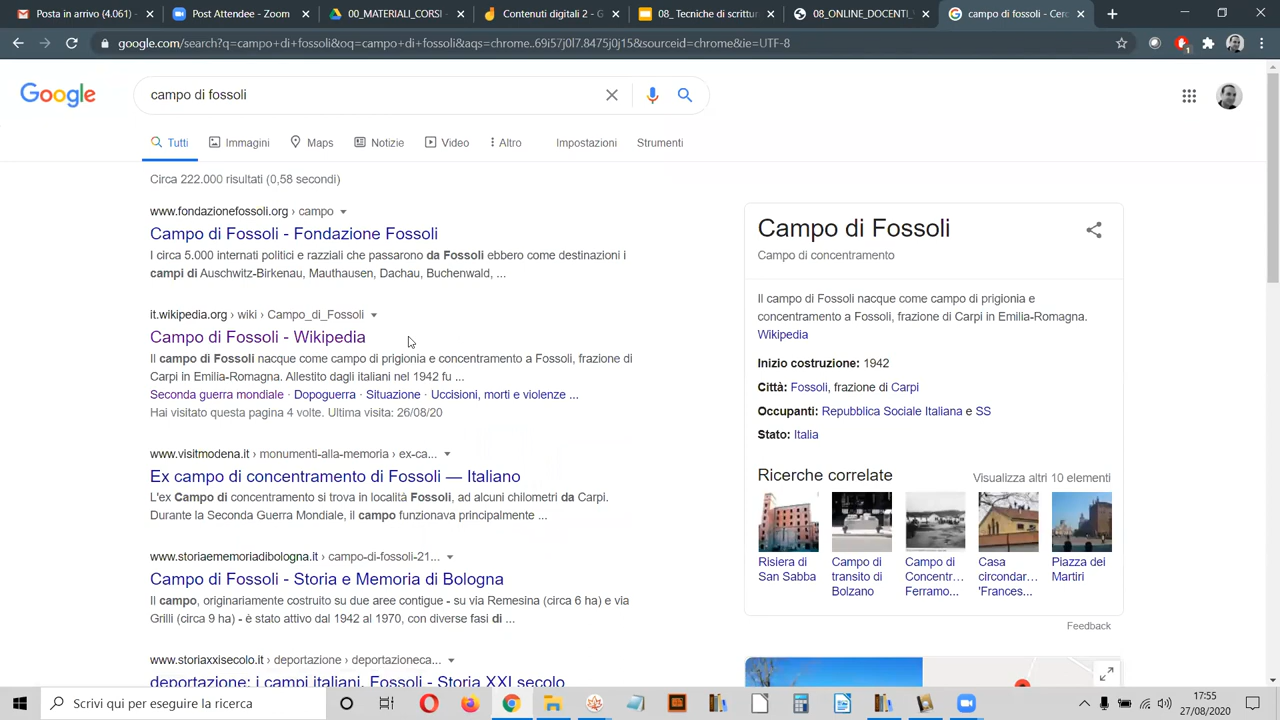 Posta in arrivo (4.061) -
Post Attendee - Zoom
00_MATERIALI_CORSI
Contenuti digitali 2 - G
08_ Tecniche di scrittur
08_ONLINE_DOCENTI_V
campo di fossoli - Cerc
google.com/search?q=campo+di+fossoli&oq=campo+di+fossoli&aqs=chrome..69i57j0l7.8475j0j15&sourceid=chrome&ie=UTF-8
Google
campo di fossoli
Tutti
Immagini
Maps
Notizie
Video
Altro
Impostazioni
Strumenti
Circa 222.000 risultati (0,58 secondi)
www.fondazionefossoli.org › campo
Campo di Fossoli - Fondazione Fossoli
I circa 5.000 internati politici e razziali che passarono da Fossoli ebbero come destinazioni i
campi di Auschwitz-Birkenau, Mauthausen, Dachau, Buchenwald, ...
it.wikipedia.org › wiki › Campo_di_Fossoli
Campo di Fossoli - Wikipedia
Il campo di Fossoli nacque come campo di prigionia e concentramento a Fossoli, frazione di
Carpi in Emilia-Romagna. Allestito dagli italiani nel 1942 fu ...
Seconda guerra mondiale · Dopoguerra · Situazione · Uccisioni, morti e violenze ...
Hai visitato questa pagina 4 volte. Ultima visita: 26/08/20
www.visitmodena.it › monumenti-alla-memoria › ex-ca...
Ex campo di concentramento di Fossoli — Italiano
L'ex Campo di concentramento si trova in località Fossoli, ad alcuni chilometri da Carpi.
Durante la Seconda Guerra Mondiale, il campo funzionava principalmente ...
www.storiaememoriadibologna.it › campo-di-fossoli-21...
Campo di Fossoli - Storia e Memoria di Bologna
Il campo, originariamente costruito su due aree contigue - su via Remesina (circa 6 ha) e via
Grilli (circa 9 ha) - è stato attivo dal 1942 al 1970, con diverse fasi di ...
www.storiaxxisecolo.it › deportazione › deportazioneca...
deportazione: i campi italiani. Fossoli - Storia XXI secolo
Campo di Fossoli
Campo di concentramento
Il campo di Fossoli nacque come campo di prigionia e
concentramento a Fossoli, frazione di Carpi in Emilia-Romagna.
Wikipedia
Inizio costruzione: 1942
Città: Fossoli, frazione di Carpi
Occupanti: Repubblica Sociale Italiana e SS
Stato: Italia
Ricerche correlate
Visualizza altri 10 elementi
Risiera di
San Sabba
Campo di
transito di
Bolzano
Campo di
Concentr...
Ferramo...
Casa
circondar...
'Frances...
Piazza dei
Martiri
Feedback
Scrivi qui per eseguire la ricerca
17:55
27/08/2020